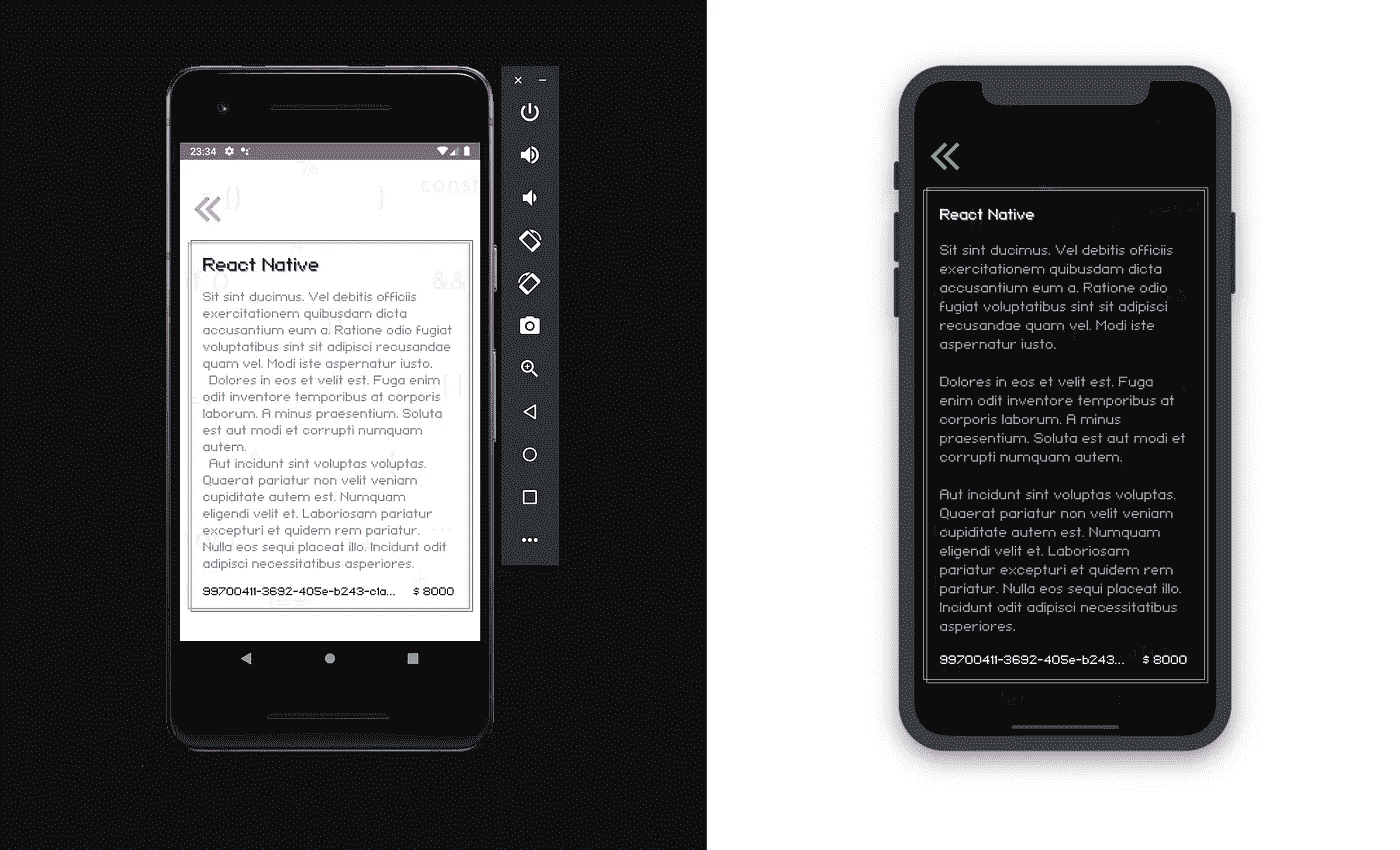 23:34
7@
()
}
const
React Native
&&
Sit sint ducimus. Vel debitis officiis
exercitationem quibusdam dicta
accusantium eum a. Ratione odio fugiat
voluptatibus sint sit adipisci recusandae
quam vel. Modi iste aspernatur iusto.
Dolores in eos et velit est. Fuga enim
odit inventore temporibus at corporis
laborum. A minus praesentium. Soluta
est aut modi et corrupti numquam
autem.
Aut incidunt sint voluptas voluptas.
Quaerat pariatur non velit veniam
cupiditate autem est. Numquam
eligendi velit et. Laboriosam pariatur
excepturi et quidem rem pariatur.
Nulla eos sequi placeat illo. Incidunt odit
adipisci necessitatibus asperiores.
99700411-3692-405e-b243-c1a... $ 8000
React Native
Sit sint ducimus. Vel debitis officiis
exercitationem quibusdam dicta
accusantium eum a. Ratione odio
fugiat voluptatibus sint sit adipisci
recusandae quam vel. Modi iste
aspernatur iusto.
Dolores in eos et velit est. Fuga
enim odit inventore temporibus at
corporis laborum. A minus
praesentium. Soluta est aut modi et
corrupti numquam autem.
Aut incidunt sint voluptas voluptas.
Quaerat pariatur non velit veniam
cupiditate autem est. Numquam
eligendi velit et. Laboriosam
pariatur excepturi et quidem rem
pariatur. Nulla eos sequi placeat illo.
Incidunt odit adipisci necessitatibus
asperiores.
99700411-3692-405e-b243... $ 8000